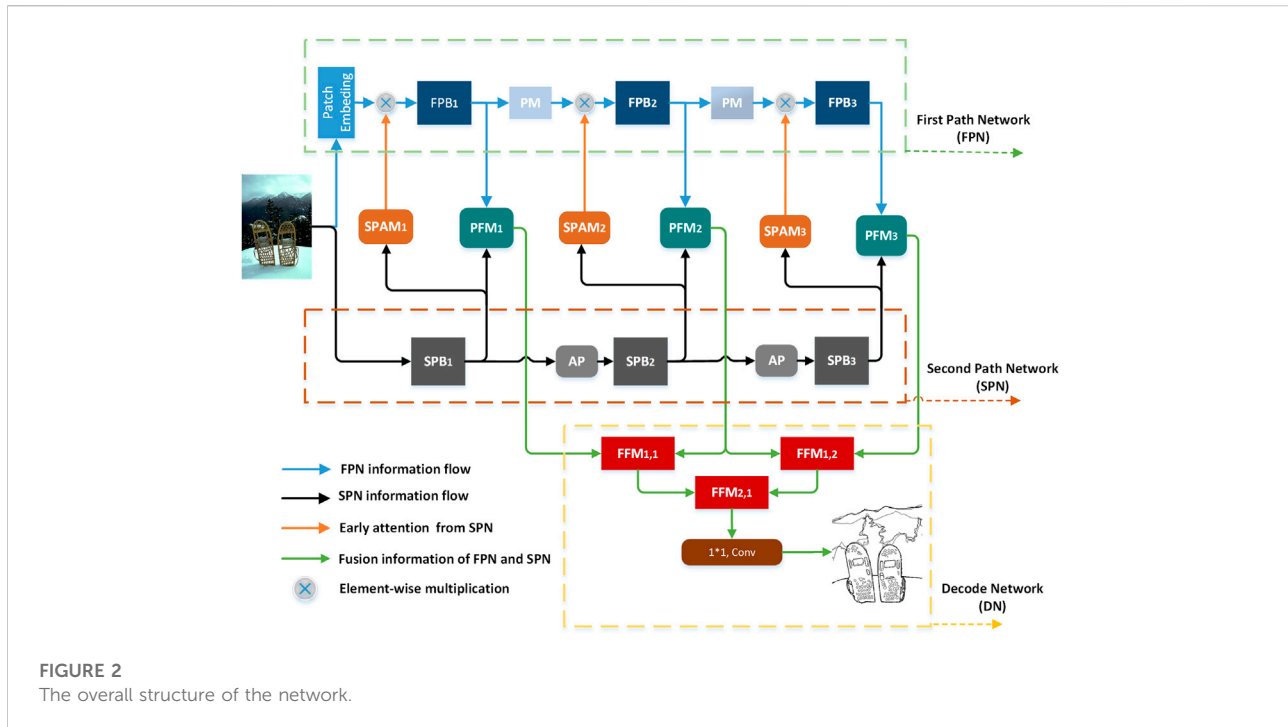 Patch
Embeding
FPB1
PM
FPB2
PM
FPB3
First Path Network
(FPN)
SPAM1
PFM1
SPAM2
PFM2
SPAM3
PFM3
SPB1
AP
SPB2
AP
SPB3
Second Path Network
(SPN)
FFM1,1
FFM1,2
FFM2,1
1*1, Conv
Decode Network
(DN)
FPN information flow
SPN information flow
Early attention from SPN
Fusion information of FPN and SPN
Element-wise multiplication
FIGURE 2
The overall structure of the network.